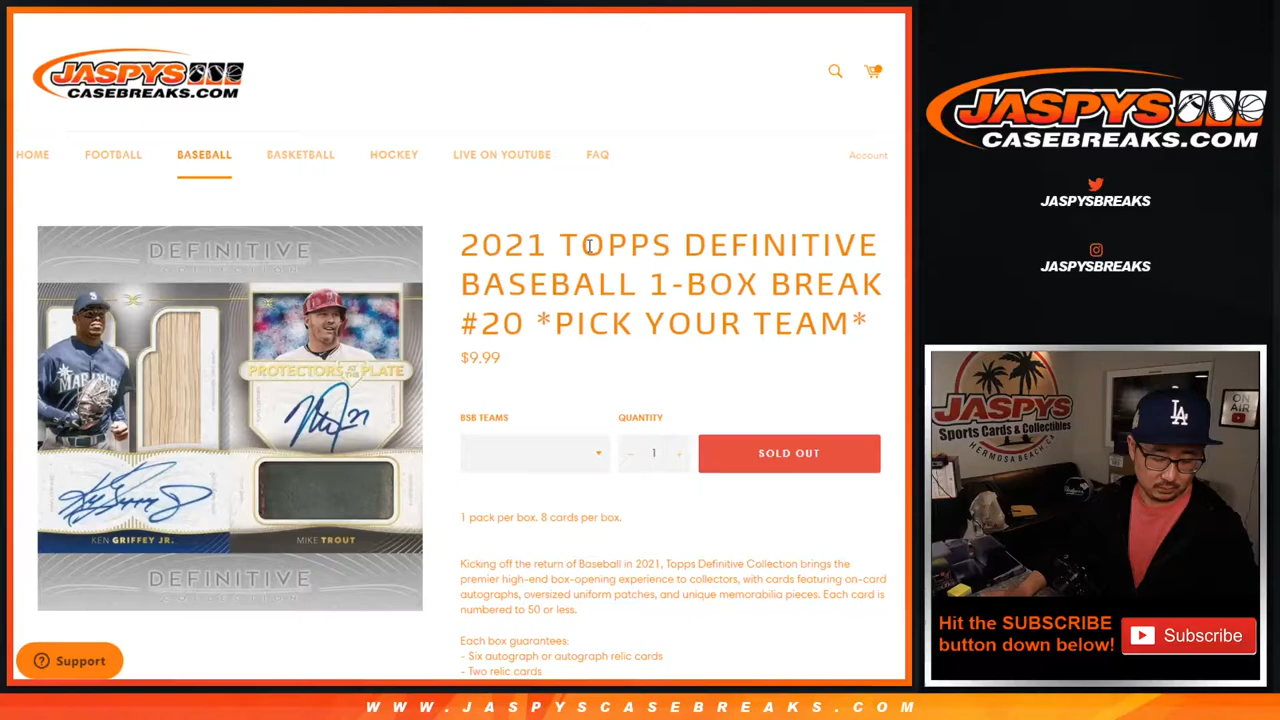 JASPYS
CASEBREAKS.COM
HOME
FOOTBALL
BASEBALL
BASKETBALL
HOCKEY
LIVE ON YOUTUBE
FAQ
Account
DEFINITIVE
PROTECTORS AT THE PLATE
KEN GRIFFEY JR.
MIKE TROUT
DEFINITIVE
MARINERS
2021 TOPPS DEFINITIVE
BASEBALL 1-BOX BREAK
#20 *PICK YOUR TEAM*
$9.99
BSB TEAMS
QUANTITY
1
SOLD OUT
1 pack per box. 8 cards per box.
Kicking off the return of Baseball in 2021, Topps Definitive Collection brings the
premier high-end box-opening experience to collectors, with cards featuring on-card
autographs, oversized uniform patches, and unique memorabilia pieces. Each card is
numbered to 50 or less.
Each box guarantees:
- Six autograph or autograph relic cards
- Two relic cards
Support
JASPYS
CASEBREAKS.COM
JASPYSBREAKS
JASPYSBREAKS
JASPYS
Sports Cards & Collectibles
HERMOSA BEACH, CA
ON
AIR
LA
Hit the SUBSCRIBE
button down below!
Subscribe
WWW.JASPYSCASEBREAKS.COM